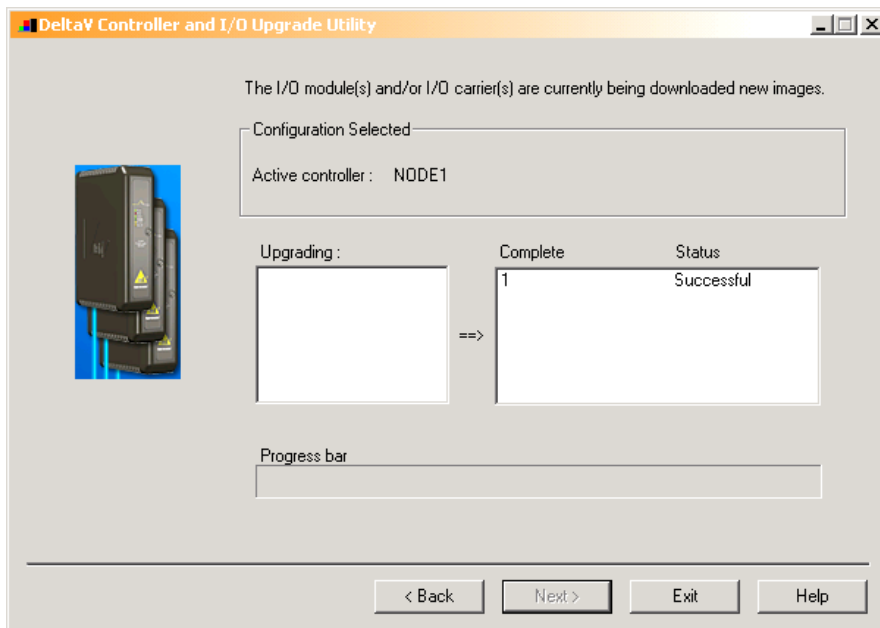 DeltaV Controller and I/O Upgrade Utility
The I/O module(s) and/or I/O carrier(s) are currently being downloaded new images.
Configuration Selected
Active controller : NODE1
Upgrading :
Complete Status
1 Successful
==>
Progress bar
< Back Next > Exit Help